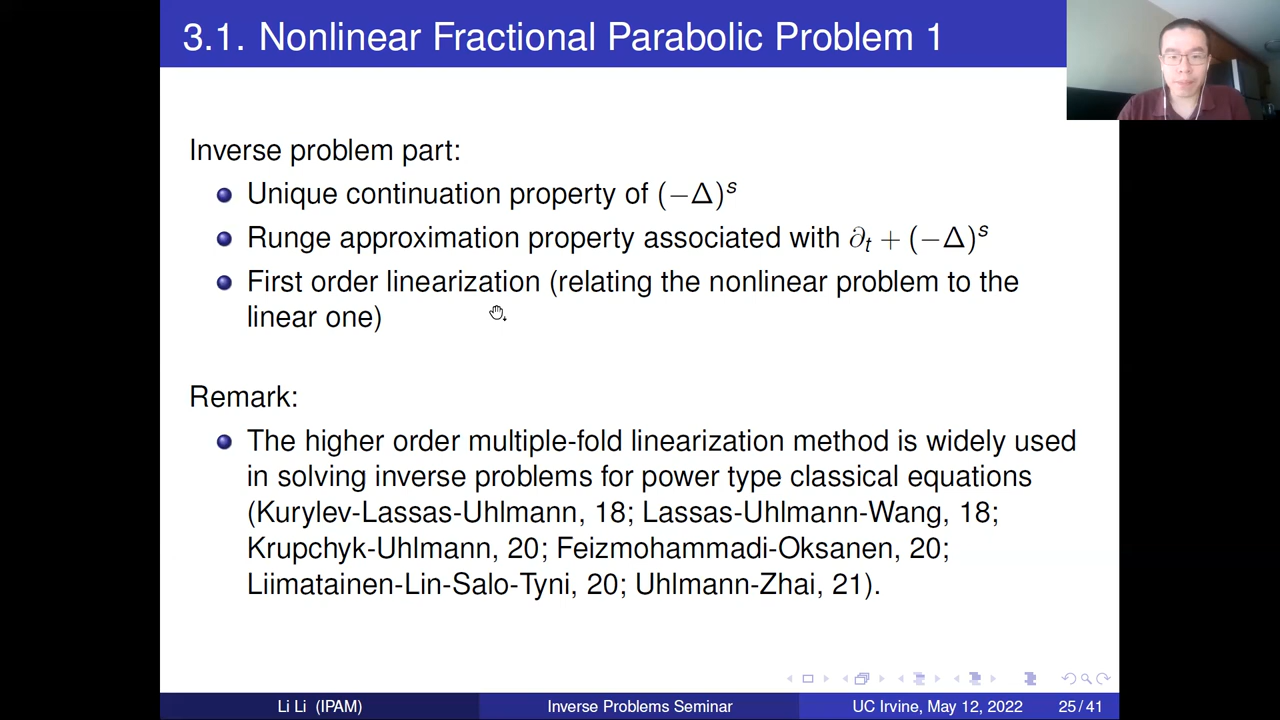 3.1. Nonlinear Fractional Parabolic Problem 1
Inverse problem part:
Unique continuation property of (−Δ)ˢ
Runge approximation property associated with ∂ₜ + (−Δ)ˢ
First order linearization (relating the nonlinear problem to the
linear one)
Remark:
The higher order multiple-fold linearization method is widely used
in solving inverse problems for power type classical equations
(Kurylev-Lassas-Uhlmann, 18; Lassas-Uhlmann-Wang, 18;
Krupchyk-Uhlmann, 20; Feizmohammadi-Oksanen, 20;
Liimatainen-Lin-Salo-Tyni, 20; Uhlmann-Zhai, 21).
Li Li (IPAM) Inverse Problems Seminar UC Irvine, May 12, 2022 25 / 41